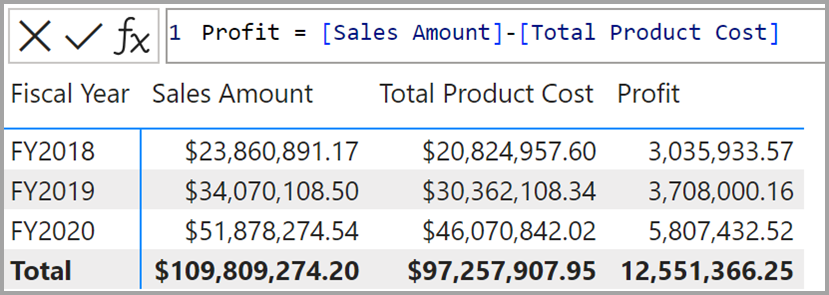 fx 1 Profit = [Sales Amount]-[Total Product Cost]
Fiscal Year Sales Amount Total Product Cost Profit
FY2018 $23,860,891.17 $20,824,957.60 3,035,933.57
FY2019 $34,070,108.50 $30,362,108.34 3,708,000.16
FY2020 $51,878,274.54 $46,070,842.02 5,807,432.52
Total $109,809,274.20 $97,257,907.95 12,551,366.25